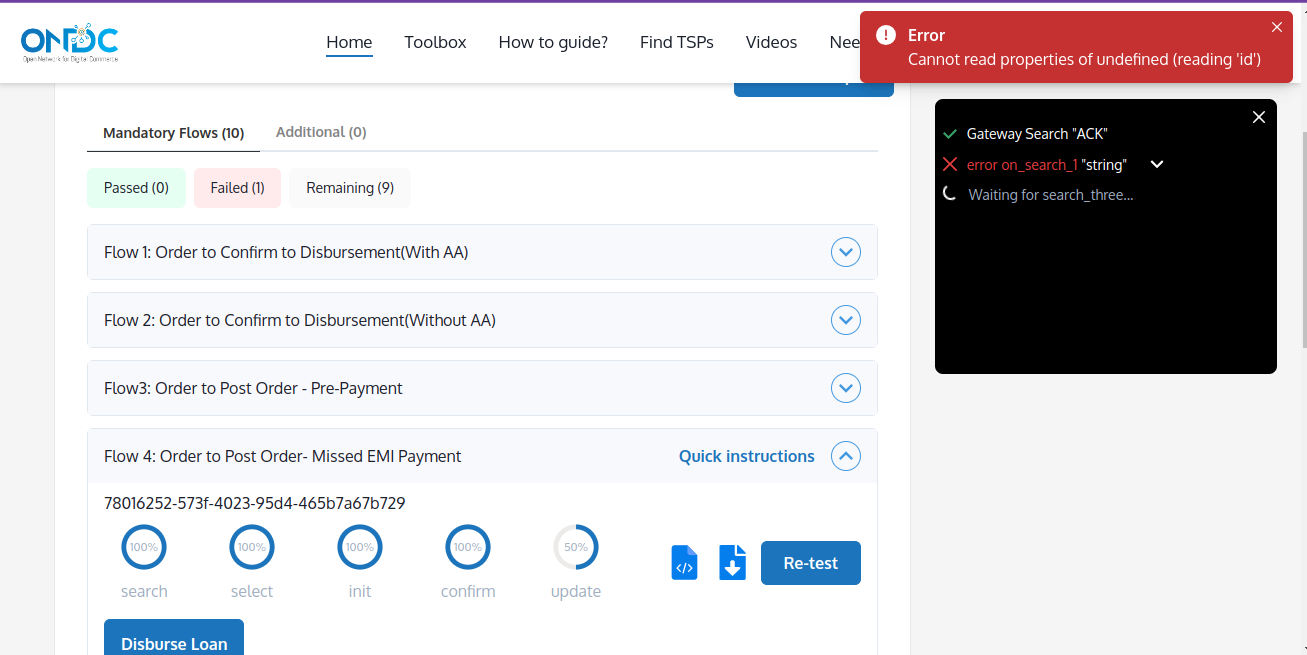 ONDC
Open Network for Digital Commerce
Home
Toolbox
How to guide?
Find TSPs
Videos
Nee
Error
Cannot read properties of undefined (reading 'id')
Mandatory Flows (10)
Additional (0)
Passed (0)
Failed (1)
Remaining (9)
Flow 1: Order to Confirm to Disbursement(With AA)
Flow 2: Order to Confirm to Disbursement(Without AA)
Flow3: Order to Post Order - Pre-Payment
Flow 4: Order to Post Order- Missed EMI Payment
Quick instructions
78016252-573f-4023-95d4-465b7a67b729
100%
100%
100%
100%
50%
search
select
init
confirm
update
Re-test
Disburse Loan
Gateway Search "ACK"
error on_search_1 "string"
Waiting for search_three...